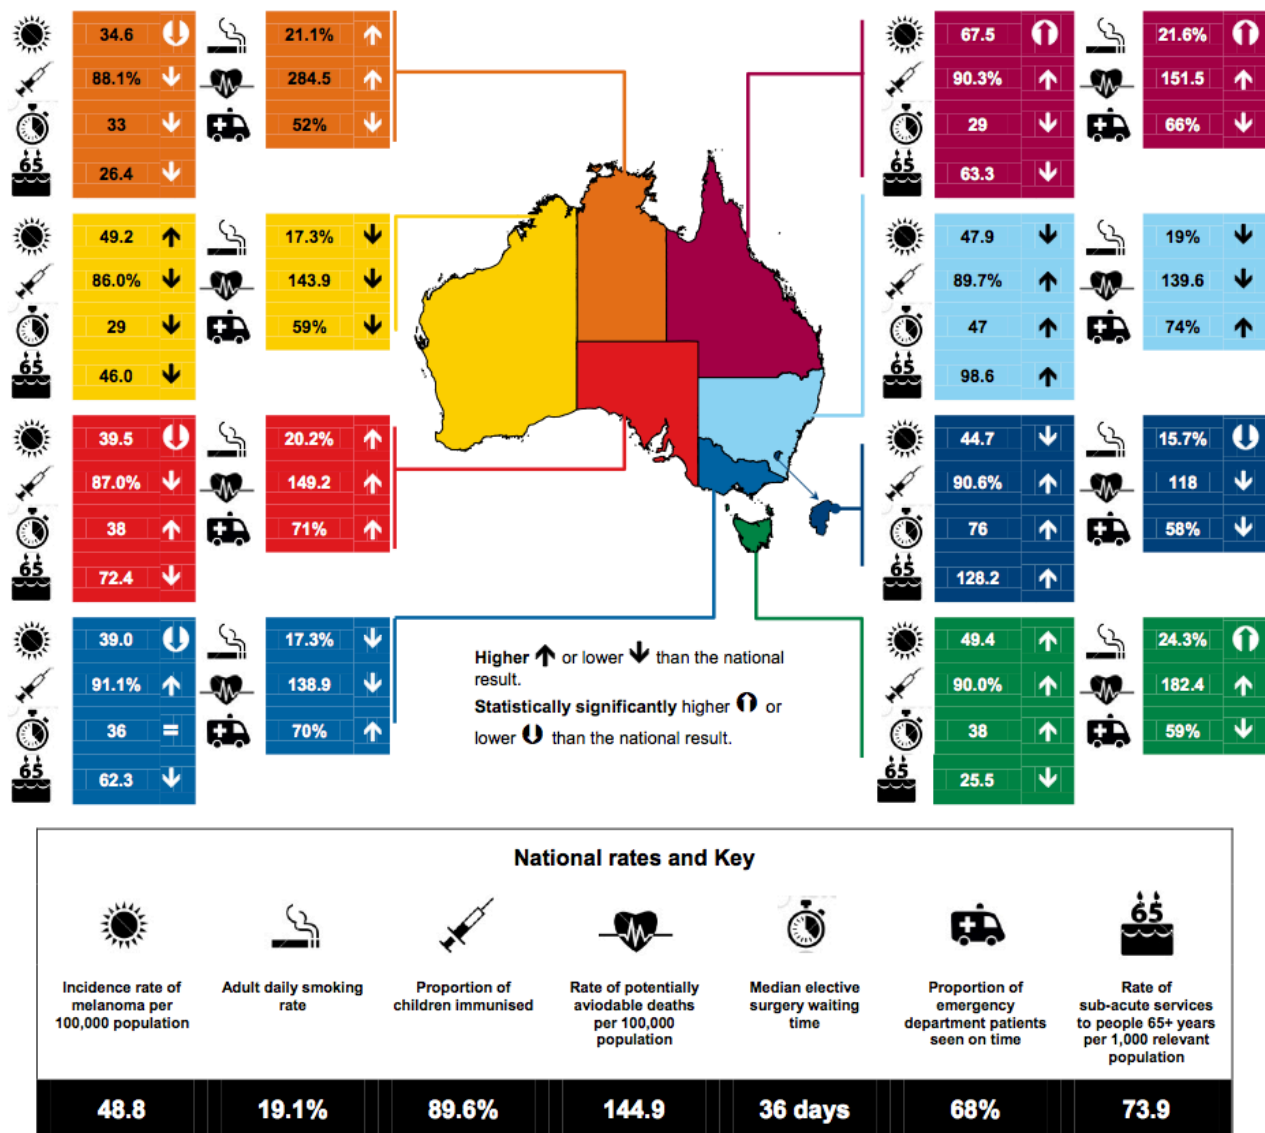 34.6
21.1%
88.1%
284.5
33
52%
65
26.4
67.5
21.6%
90.3%
151.5
29
66%
65
63.3
49.2
17.3%
86.0%
143.9
29
59%
65
46.0
47.9
19%
89.7%
139.6
47
74%
65
98.6
39.5
20.2%
87.0%
149.2
38
71%
65
72.4
44.7
15.7%
90.6%
118
76
58%
65
128.2
39.0
17.3%
91.1%
138.9
36 =
70%
65
62.3
Higher ↑ or lower ↓ than the national
result.
Statistically significantly higher ↑ or
lower ↓ than the national result.
49.4
24.3%
90.0%
182.4
38
59%
65
25.5
National rates and Key
65
Incidence rate of
melanoma per
100,000 population
Adult daily smoking
rate
Proportion of
children immunised
Rate of potentially
aviodable deaths
per 100,000
population
Median elective
surgery waiting
time
Proportion of
emergency
department patients
seen on time
Rate of
sub-acute services
to people 65+ years
per 1,000 relevant
population
48.8
19.1%
89.6%
144.9
36 days
68%
73.9